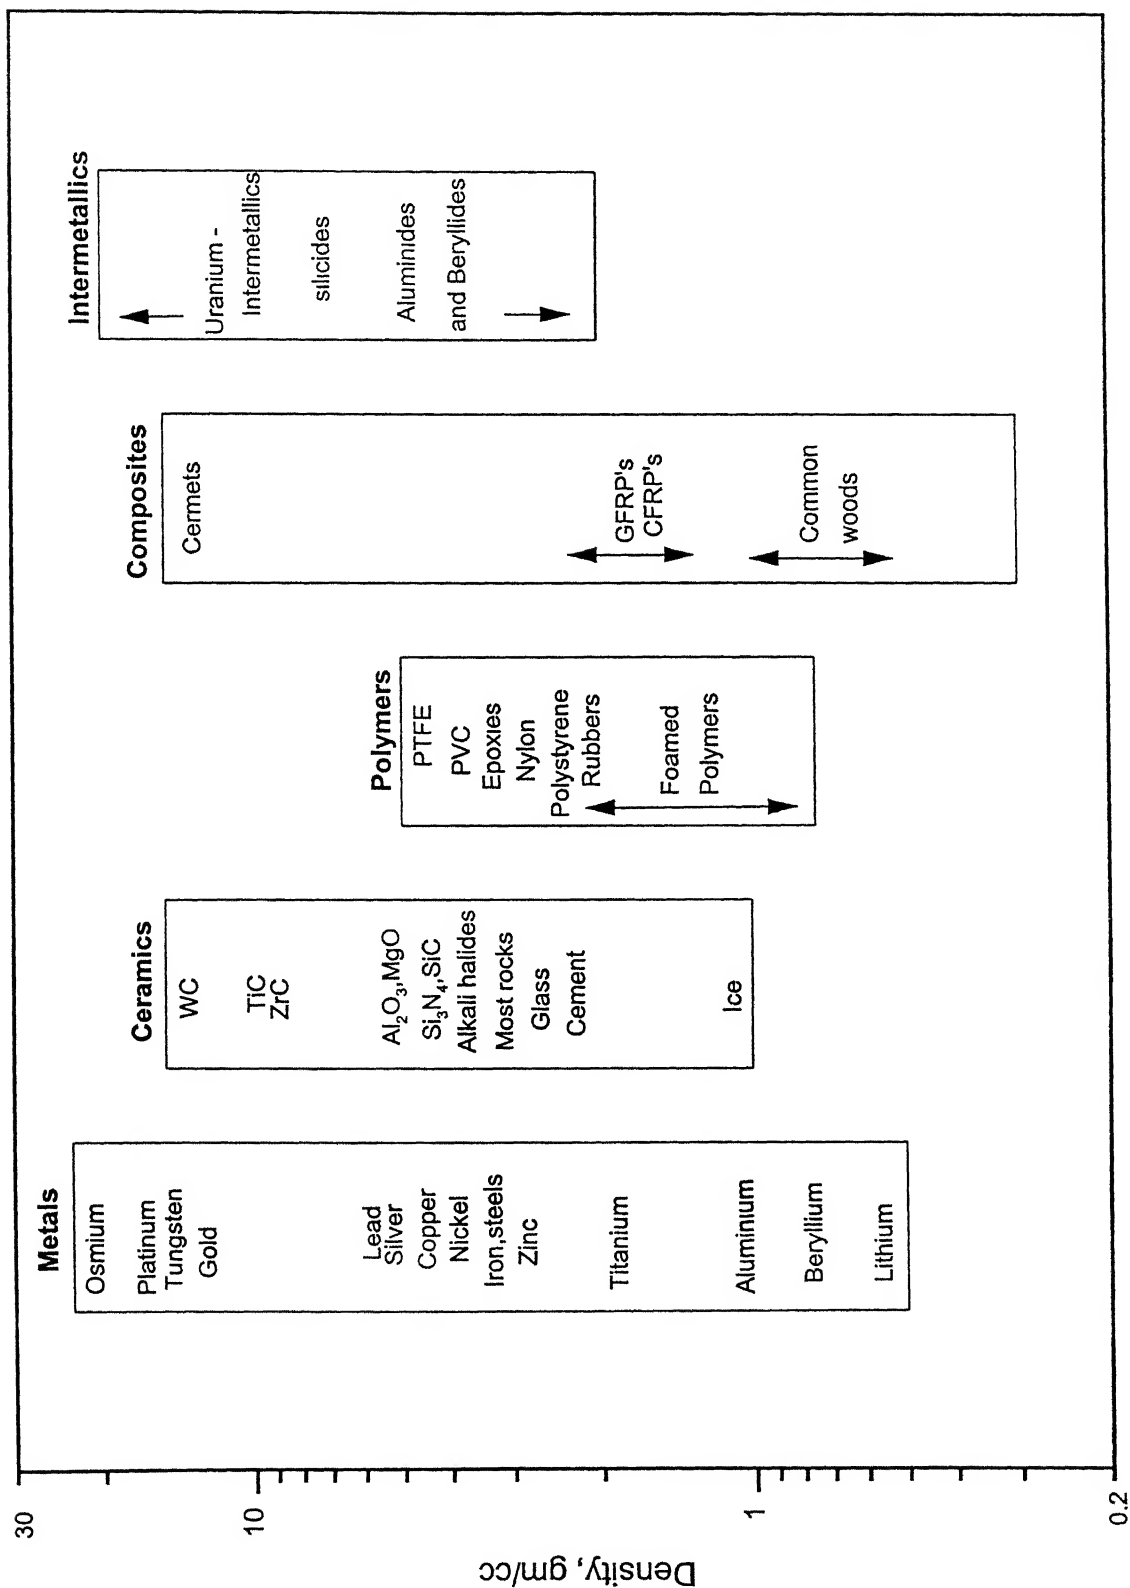 Density, gm/cc
30
10
1
0.2
Metals
Osmium
Platinum
Tungsten
Gold
Lead
Silver
Copper
Nickel
Iron,steels
Zinc
Titanium
Aluminium
Beryllium
Lithium
Ceramics
WC
TiC
ZrC
Al₂O₃,MgO
Si₃N₄,SiC
Alkali halides
Most rocks
Glass
Cement
Ice
Polymers
PTFE
PVC
Epoxies
Nylon
Polystyrene
Rubbers
Foamed
Polymers
Composites
Cermets
GFRP's
CFRP's
Common
woods
Intermetallics
Uranium -
Intermetallics
silicides
Aluminides
and Beryllides